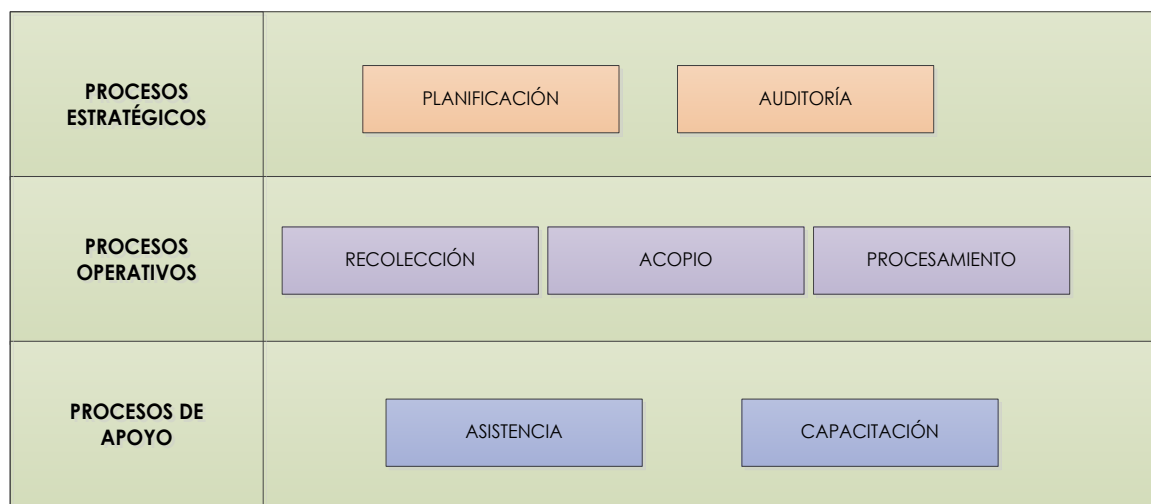 PROCESOS
ESTRATÉGICOS
PLANIFICACIÓN
AUDITORÍA
PROCESOS
OPERATIVOS
RECOLECCIÓN
ACOPIO
PROCESAMIENTO
PROCESOS DE
APOYO
ASISTENCIA
CAPACITACIÓN